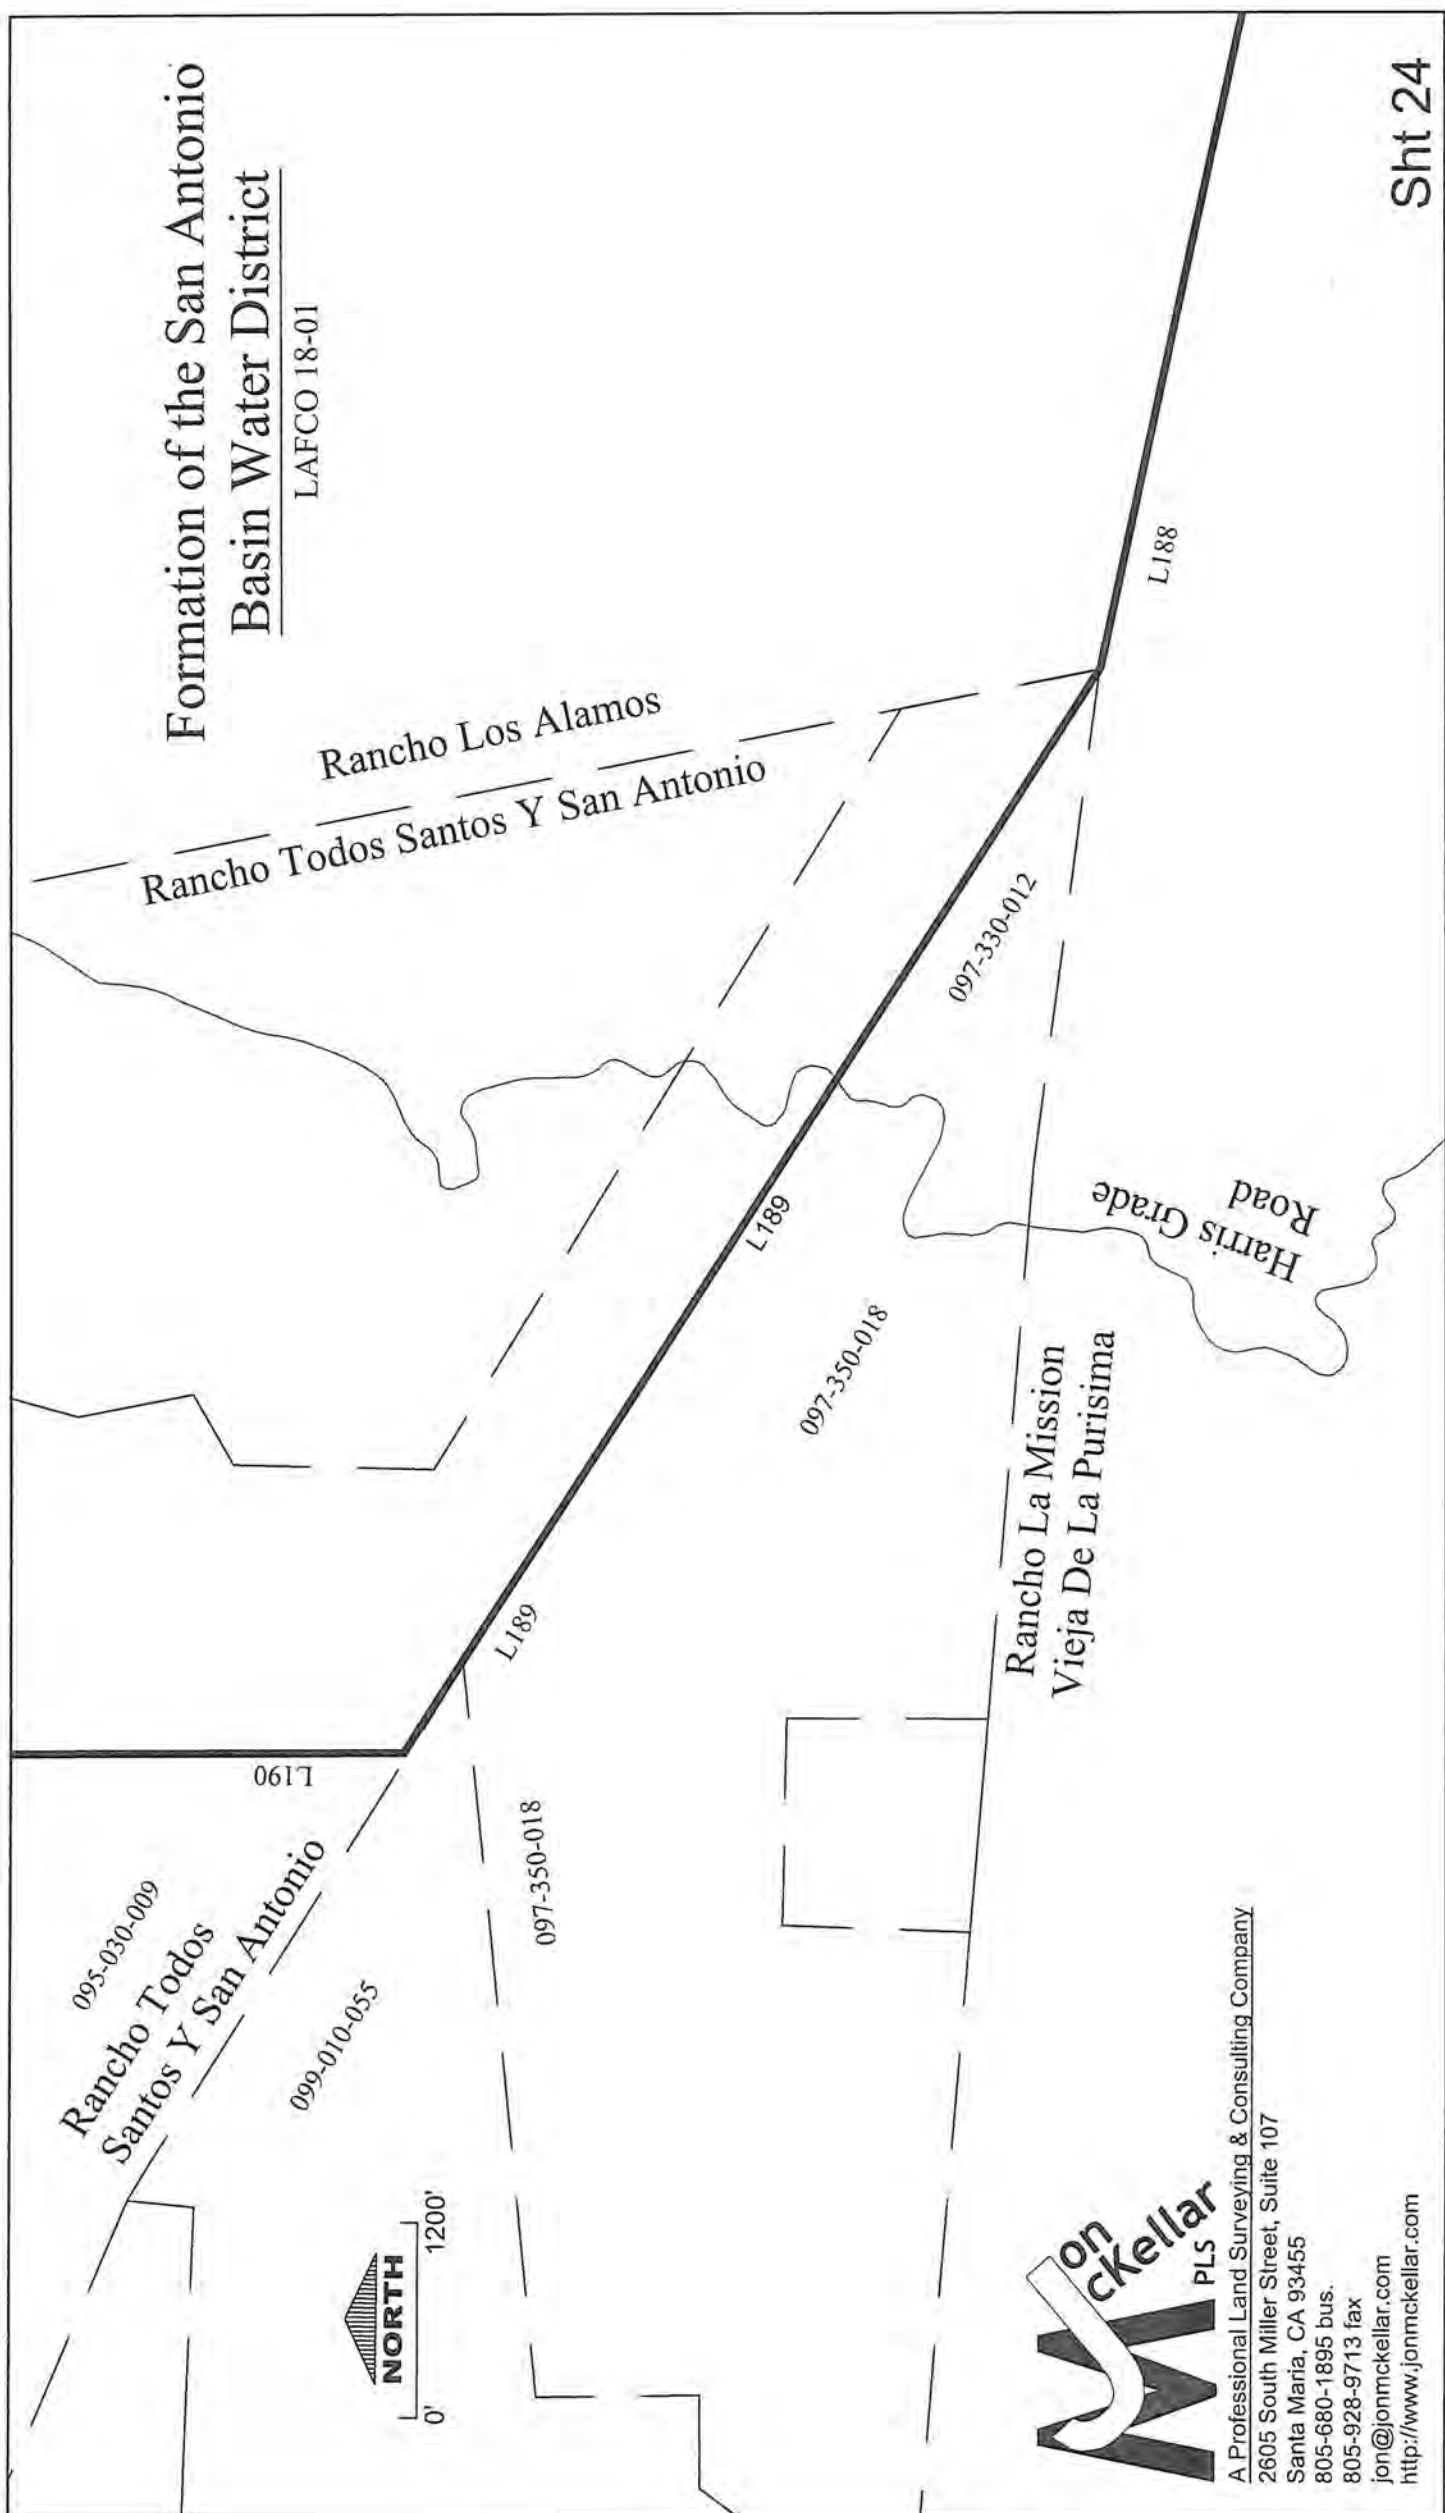 Formation of the San Antonio
Basin Water District
LAFCO 18-01
Rancho Los Alamos
Rancho Todos Santos Y San Antonio
095-030-009
Rancho Todos
Santos Y San Antonio
099-010-055
L190
L189
097-350-018
L189
097-350-018
097-330-012
L188
Rancho La Mission
Vieja De La Purisima
Harris Grade
Road
NORTH
0'
1200'
M
on
cKellar
PLS
A Professional Land Surveying & Consulting Company
2605 South Miller Street, Suite 107
Santa Maria, CA 93455
805-680-1895 bus.
805-928-9713 fax
jon@jonmckellar.com
http://www.jonmckellar.com
Sht 24